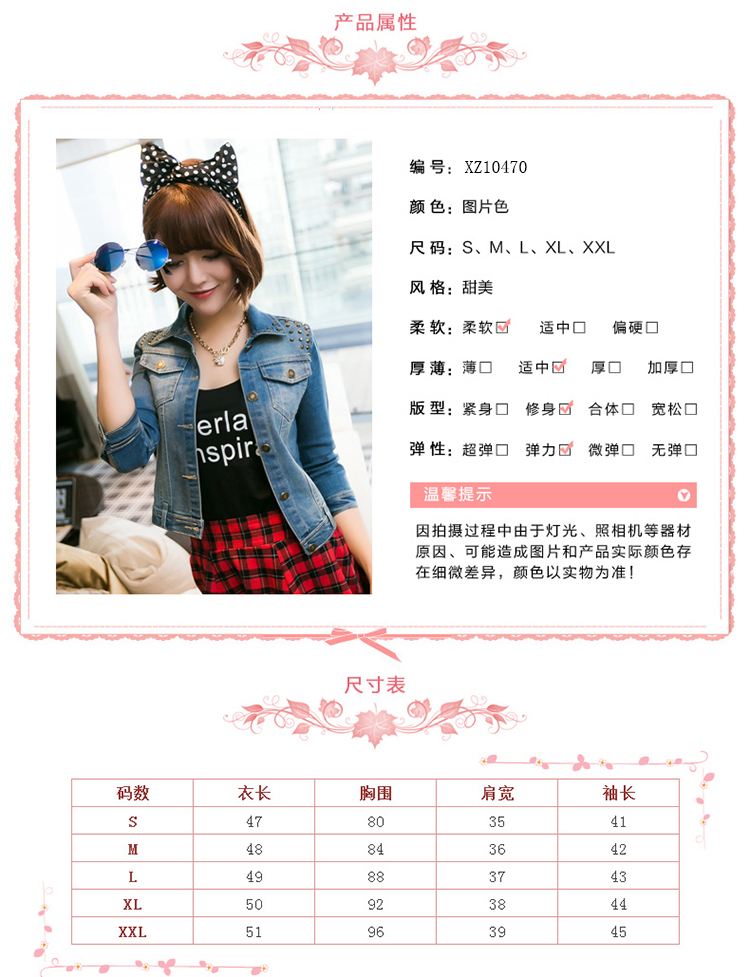 产品属性
编号: XZ10470
颜色: 图片色
尺码: S、M、L、XL、XXL
风格: 甜美
柔软: 柔软☑ 适中□ 偏硬□
厚薄: 薄□ 适中☑ 厚□ 加厚□
版型: 紧身□ 修身☑ 合体□ 宽松□
弹性: 超弹□ 弹力☑ 微弹□ 无弹□
erla
nspir
温馨提示
因拍摄过程中由于灯光、照相机等器材
原因、可能造成图片和产品实际颜色存
在细微差异，颜色以实物为准！
尺寸表
码数 衣长 胸围 肩宽 袖长
S 47 80 35 41
M 48 84 36 42
L 49 88 37 43
XL 50 92 38 44
XXL 51 96 39 45